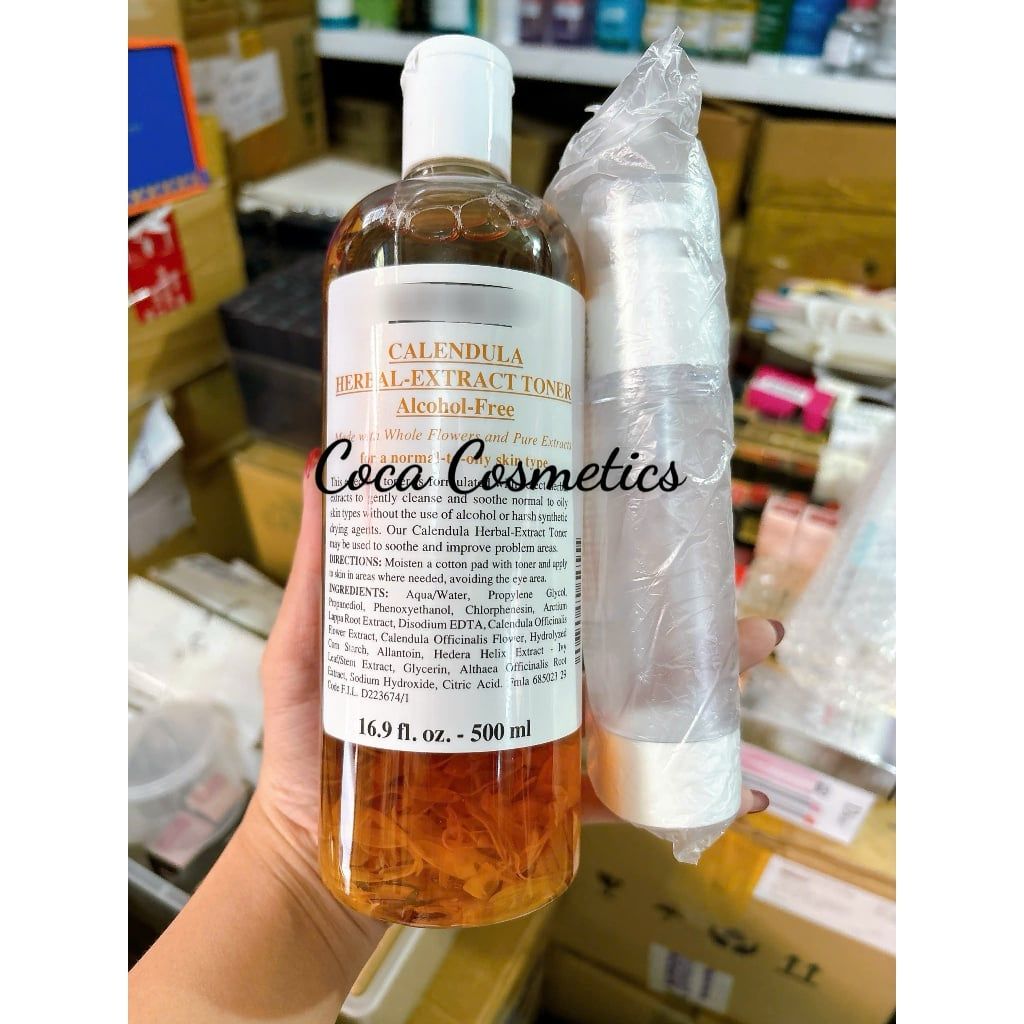 CALENDULA
HERBAL-EXTRACT TONER
Alcohol-Free
Made with Whole Flowers and Pure Extracts
for a normal-to-oily skin type
Coca Cosmetics
extracts to gently cleanse and soothe normal to oily
skin types without the use of alcohol or harsh synthetic
drying agents. Our Calendula Herbal-Extract Toner
may be used to soothe and improve problem areas.
DIRECTIONS: Moisten a cotton pad with toner and apply
to skin in areas where needed, avoiding the eye area.
INGREDIENTS: Aqua/Water, Propylene Glycol,
Propanediol, Phenoxyethanol, Chlorphenesin, Arctium
Lappa Root Extract, Disodium EDTA, Calendula Officinalis
Flower Extract, Calendula Officinalis Flower, Hydrolyzed
Corn Starch, Allantoin, Hedera Helix Extract - Ivy
Leaf/Stem Extract, Glycerin, Althaea Officinalis Root
Extract, Sodium Hydroxide, Citric Acid. Fmla 685023 29
Code F.I.L. D223674/1
16.9 fl. oz. - 500 ml